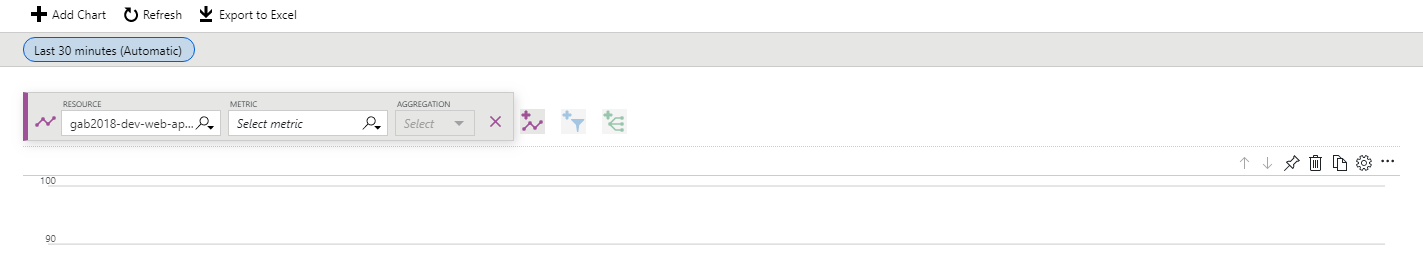 Add Chart Refresh Export to Excel
Last 30 minutes (Automatic)
RESOURCE METRIC AGGREGATION
gab2018-dev-web-ap... Select metric Select
100
90